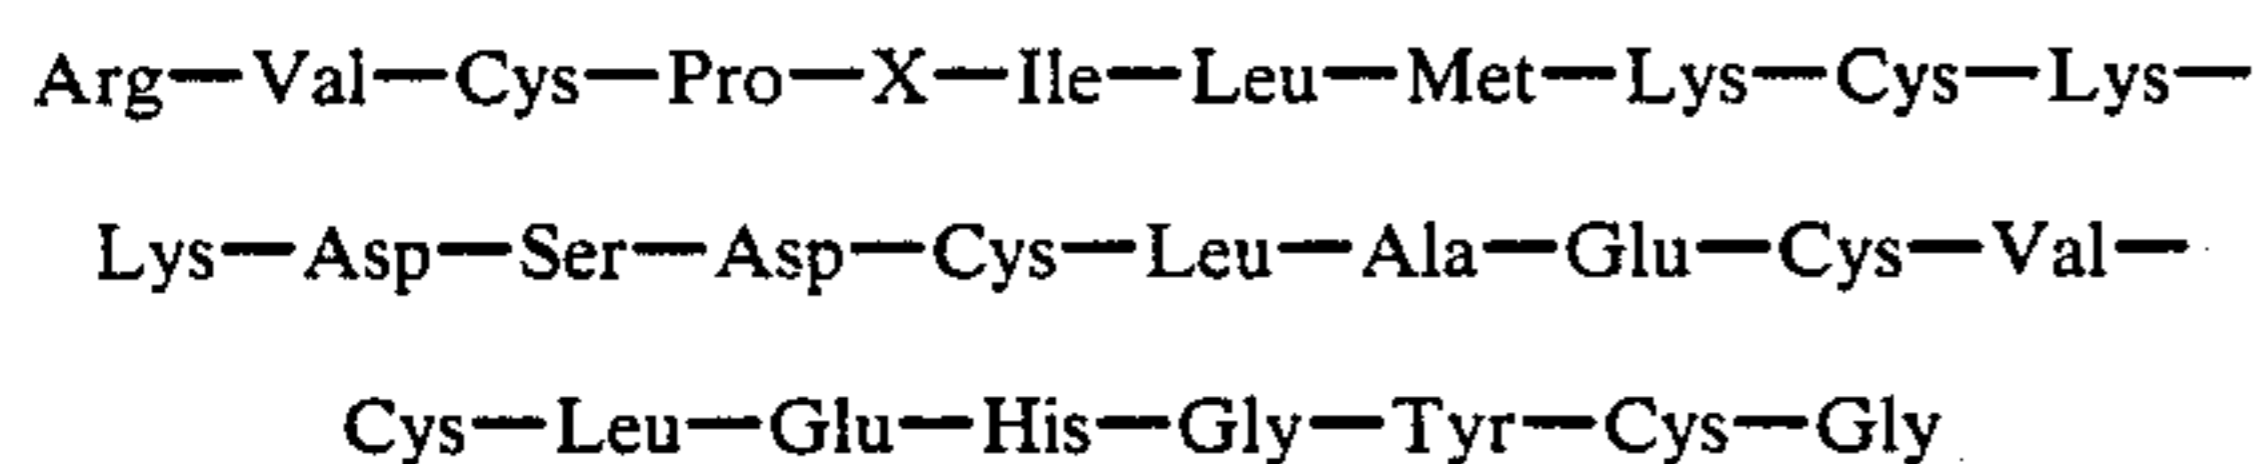 Arg—Val—Cys—Pro—X—Ile—Leu—Met—Lys—Cys—Lys—
Lys—Asp—Ser—Asp—Cys—Leu—Ala—Glu—Cys—Val—
Cys—Leu—Glu—His—Gly—Tyr—Cys—Gly